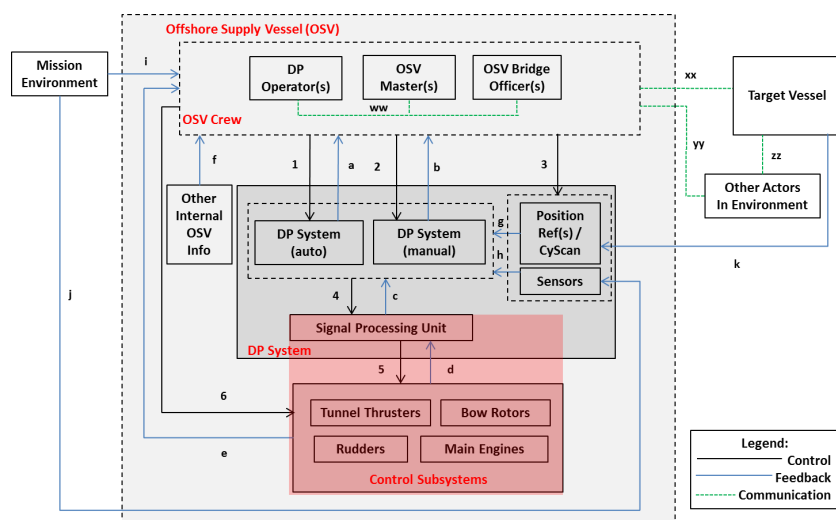 Offshore Supply Vessel (OSV)
Mission
Environment
i
DP
Operator(s)
OSV
Master(s)
OSV Bridge
Officer(s)
ww
OSV Crew
xx
Target Vessel
yy
zz
Other Actors
In Environment
f
1
a
2
b
3
Other
Internal
OSV
Info
DP System
(auto)
DP System
(manual)
g
h
Position
Ref(s) /
CyScan
Sensors
k
j
4
c
Signal Processing Unit
DP System
5
d
6
e
Tunnel Thrusters
Bow Rotors
Rudders
Main Engines
Control Subsystems
Legend:
Control
Feedback
Communication